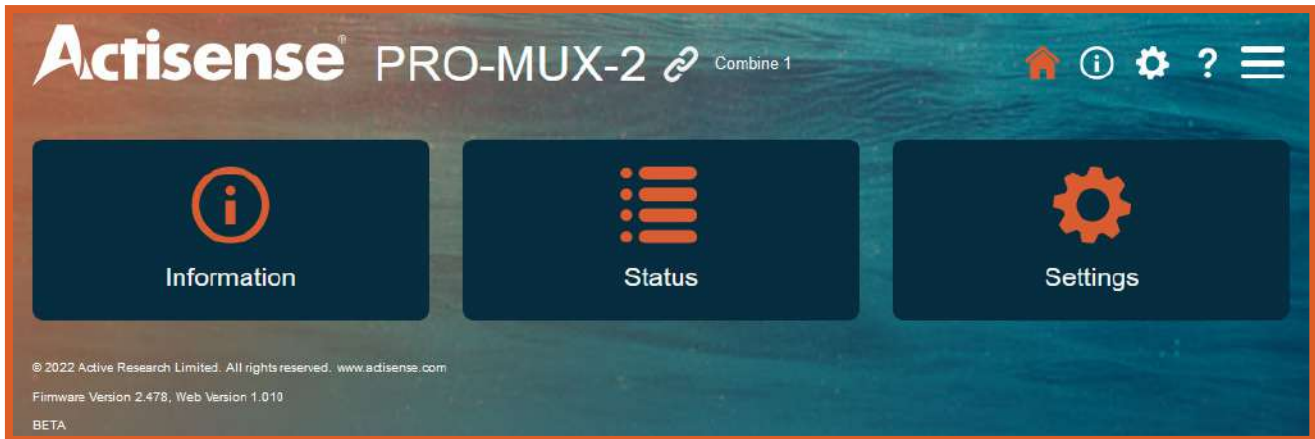 Actisense® PRO-MUX-2 Combine 1 ?
Information
Status
Settings
© 2022 Active Research Limited. All rights reserved. www.actisense.com
Firmware Version 2.478, Web Version 1.010
BETA